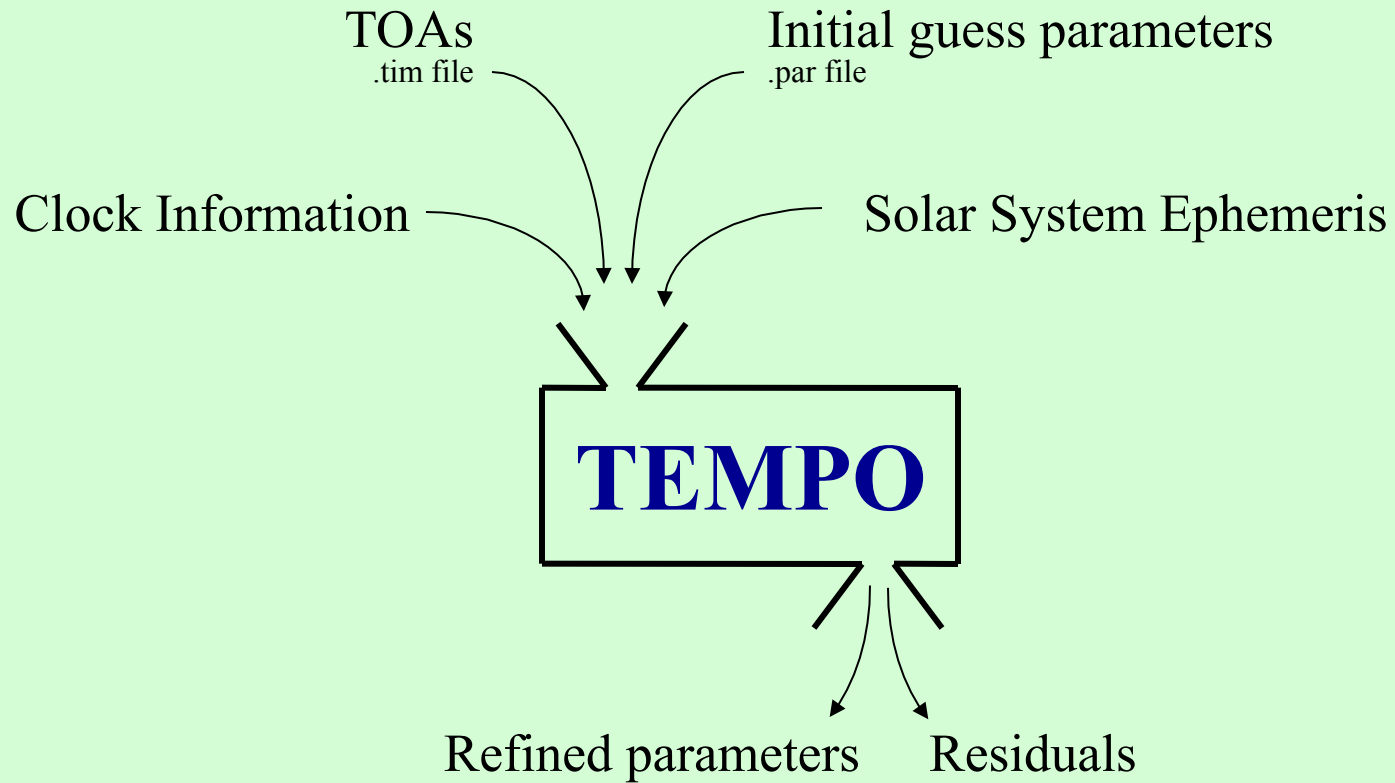 TOAs
.tim file
Initial guess parameters
.par file
Clock Information
Solar System Ephemeris
TEMPO
Refined parameters
Residuals